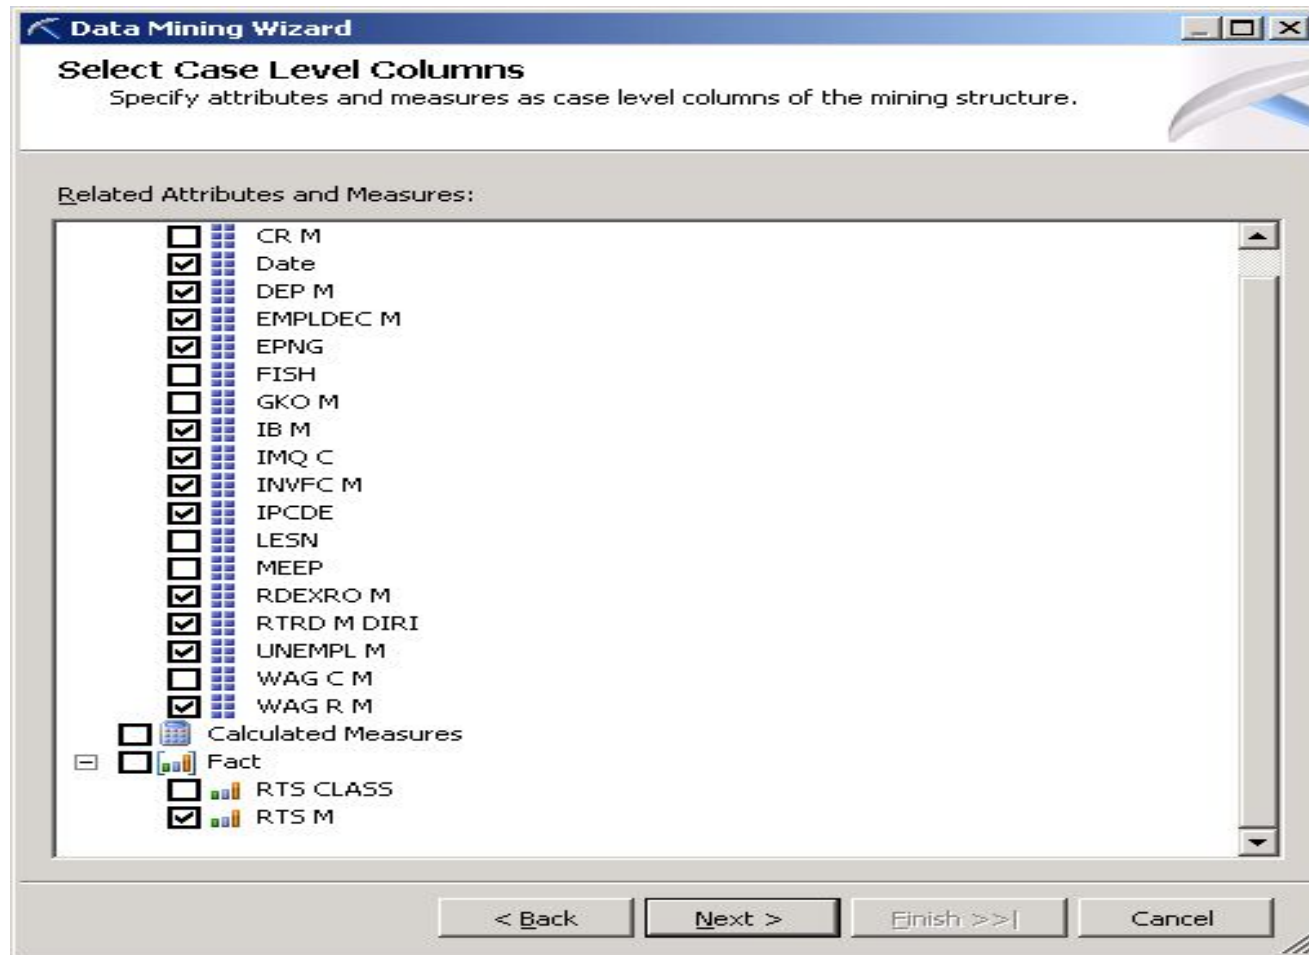 Data Mining Wizard
Select Case Level Columns
Specify attributes and measures as case level columns of the mining structure.
Related Attributes and Measures:
CR M
Date
DEP M
EMPLDEC M
EPNG
FISH
GKO M
IB M
IMQ C
INVFC M
IPCDE
LESN
MEEP
RDEXRO M
RTRD M DIRI
UNEMPL M
WAG C M
WAG R M
Calculated Measures
Fact
RTS CLASS
RTS M
< Back Next > Finish >>| Cancel